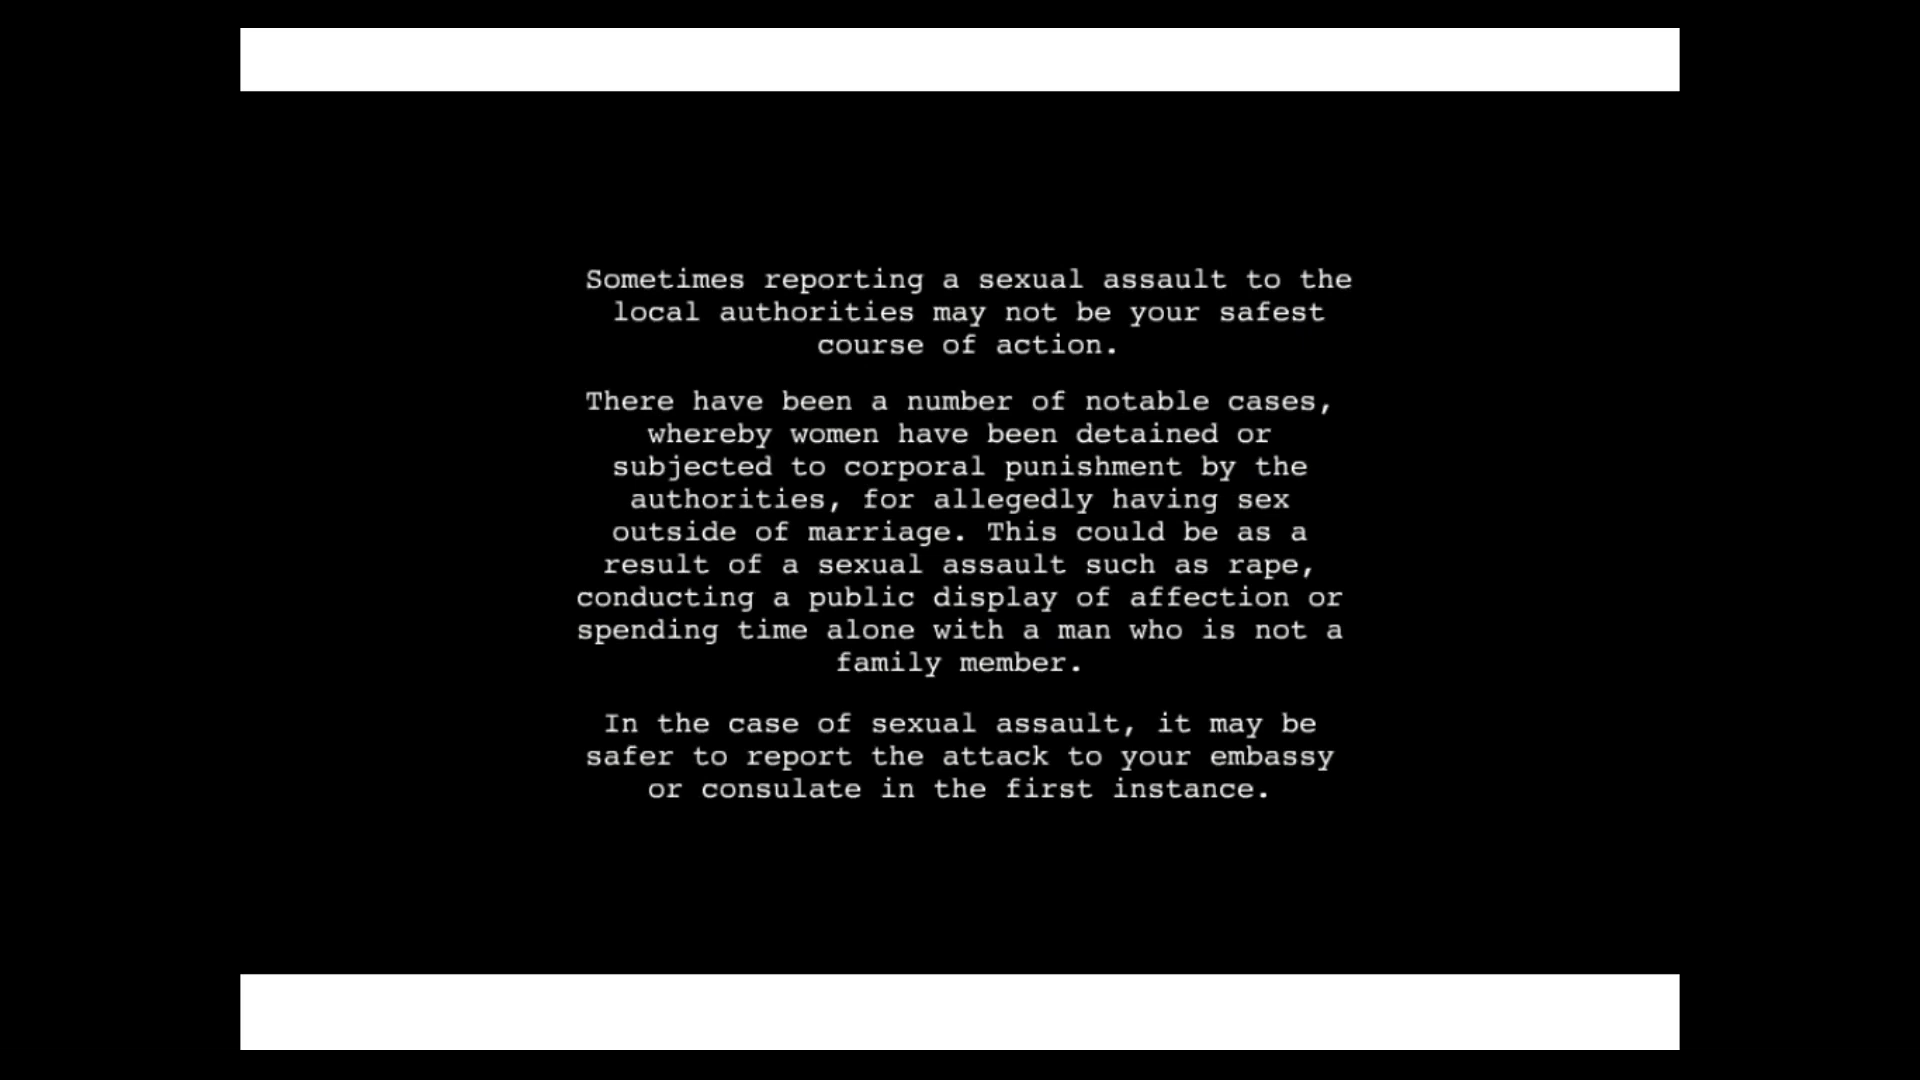 Sometimes reporting a sexual assault to the
local authorities may not be your safest
course of action.
There have been a number of notable cases,
whereby women have been detained or
subjected to corporal punishment by the
authorities, for allegedly having sex
outside of marriage. This could be as a
result of a sexual assault such as rape,
conducting a public display of affection or
spending time alone with a man who is not a
family member.
In the case of sexual assault, it may be
safer to report the attack to your embassy
or consulate in the first instance.